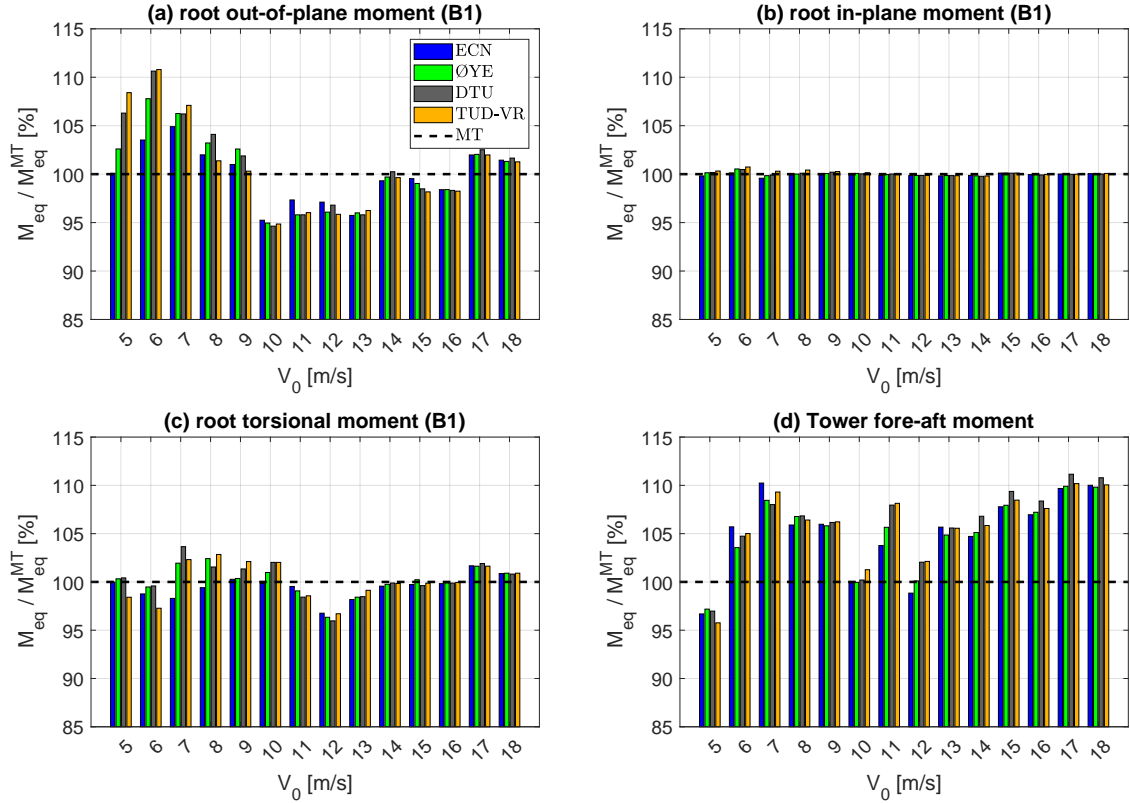 (a) root out-of-plane moment (B1)
115
110
105
100
95
90
85
M_eq / M_eq^MT [%]
ECN
ØYE
DTU
TUD-VR
MT
5 6 7 8 9 10 11 12 13 14 15 16 17 18
V_0 [m/s]
(b) root in-plane moment (B1)
115
110
105
100
95
90
85
M_eq / M_eq^MT [%]
5 6 7 8 9 10 11 12 13 14 15 16 17 18
V_0 [m/s]
(c) root torsional moment (B1)
115
110
105
100
95
90
85
M_eq / M_eq^MT [%]
5 6 7 8 9 10 11 12 13 14 15 16 17 18
V_0 [m/s]
(d) Tower fore-aft moment
115
110
105
100
95
90
85
M_eq / M_eq^MT [%]
5 6 7 8 9 10 11 12 13 14 15 16 17 18
V_0 [m/s]